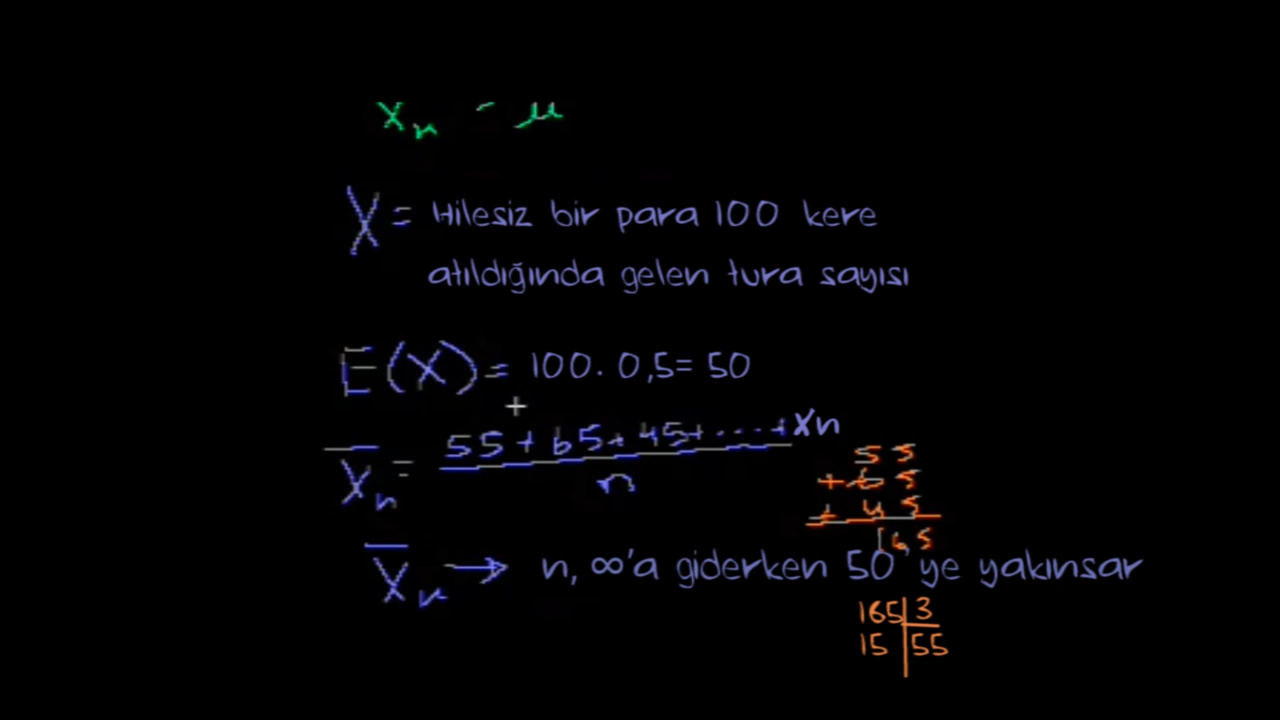 Xn - μ
X = Hilesiz bir para 100 kere
atıldığında gelen tura sayısı
E(X) = 100. 0,5= 50
X̅n = 55 + 65 + 45 + ... + Xn
n
55
+ 65
+ 45
165
X̅n → n, ∞'a giderken 50'ye yakınsar
165 3
15 55